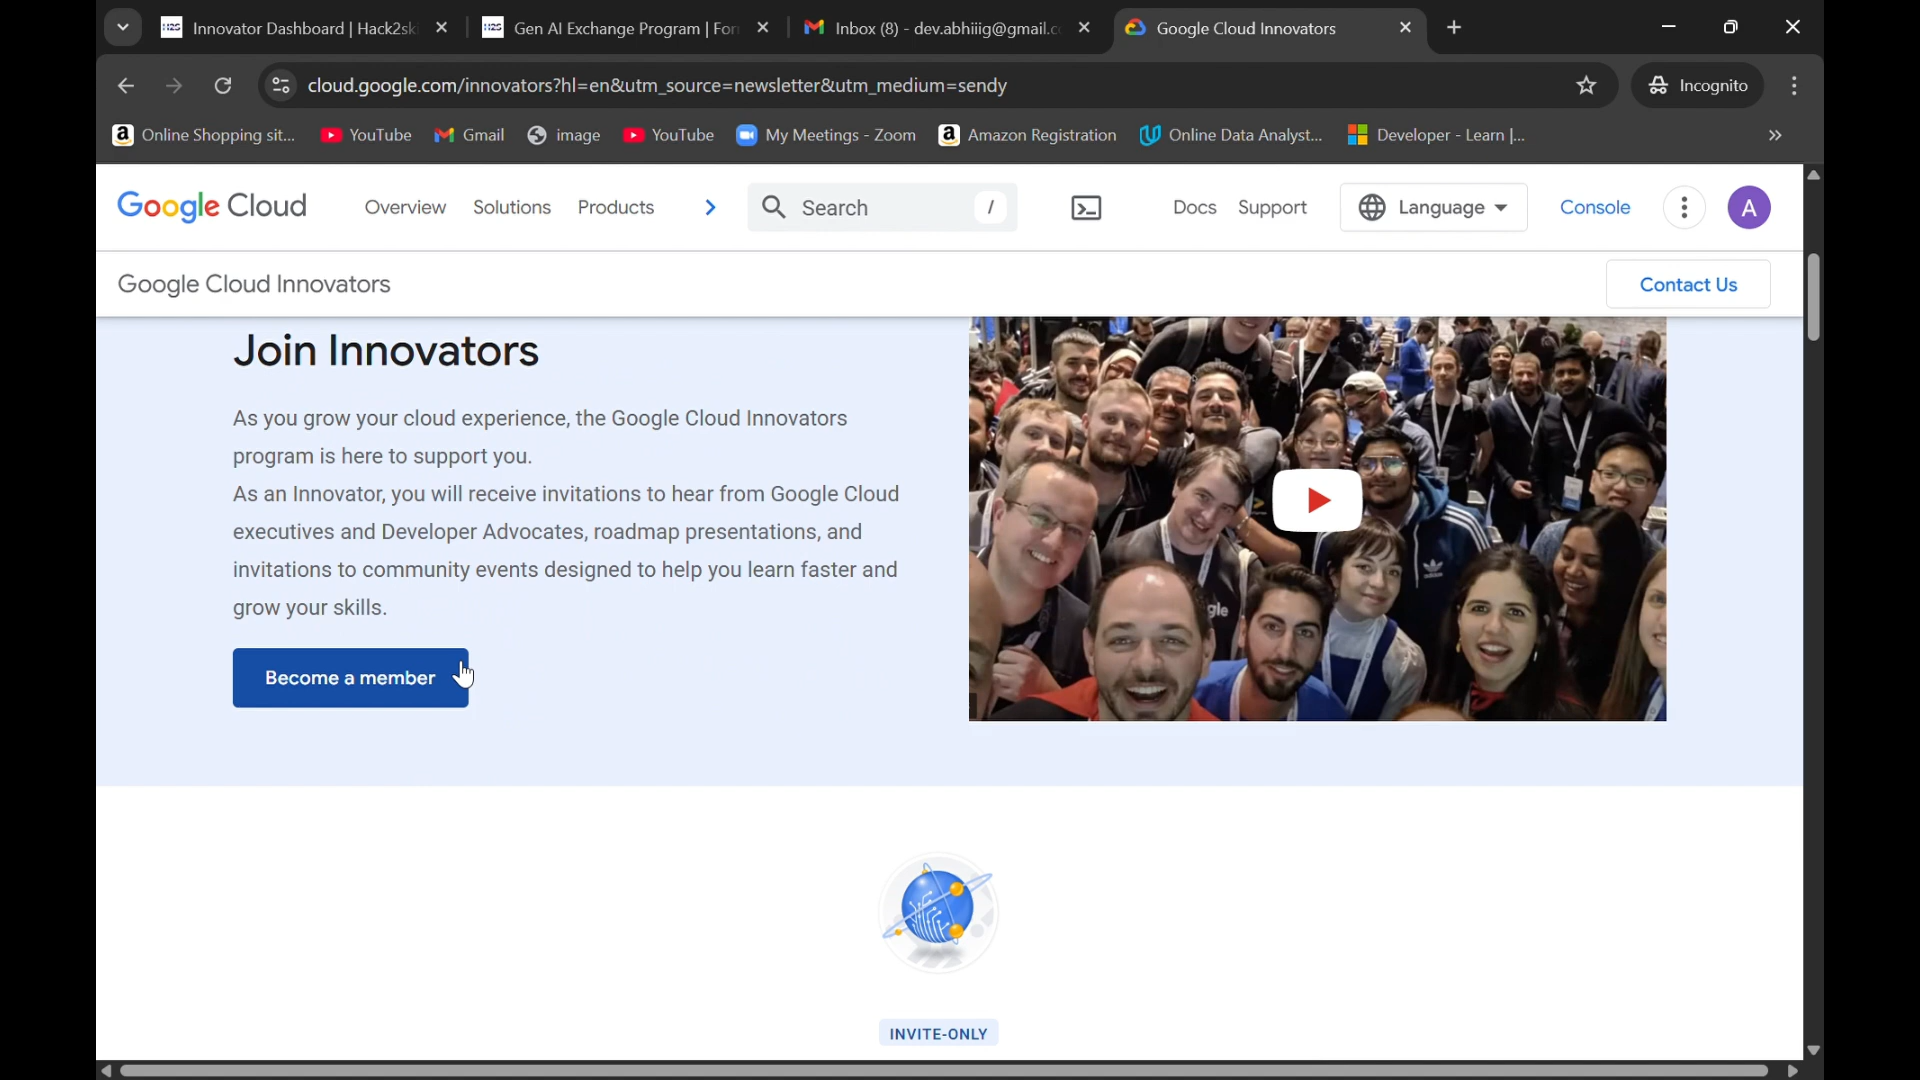 Innovator Dashboard | Hack2sk
Gen AI Exchange Program | For
Inbox (8) - dev.abhiiig@gmail.c
Google Cloud Innovators
cloud.google.com/innovators?hl=en&utm_source=newsletter&utm_medium=sendy
Incognito
Online Shopping sit...
YouTube
Gmail
image
YouTube
My Meetings - Zoom
Amazon Registration
Online Data Analyst...
Developer - Learn |...
Google Cloud
Overview
Solutions
Products
Search
/
Docs
Support
Language
Console
A
Google Cloud Innovators
Contact Us
Join Innovators
As you grow your cloud experience, the Google Cloud Innovators
program is here to support you.
As an Innovator, you will receive invitations to hear from Google Cloud
executives and Developer Advocates, roadmap presentations, and
invitations to community events designed to help you learn faster and
grow your skills.
Become a member
INVITE-ONLY